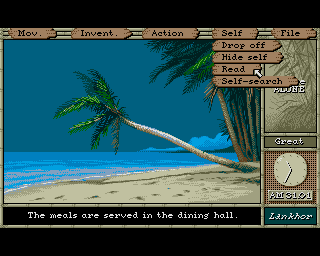 Mov. Invent. Action Self File
Drop off
Hide self
Read
Self-search
ALONE
Great
The meals are served in the dining hall.
Lankhor